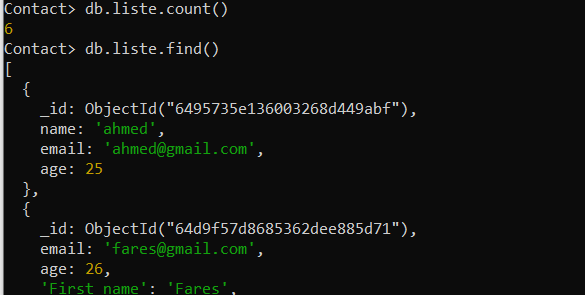 Contact> db.liste.count()
6
Contact> db.liste.find()
[
  {
    _id: ObjectId("6495735e136003268d449abf"),
    name: 'ahmed',
    email: 'ahmed@gmail.com',
    age: 25
  },
  {
    _id: ObjectId("64d9f57d8685362dee885d71"),
    email: 'fares@gmail.com',
    age: 26,
    'First name': 'Fares',